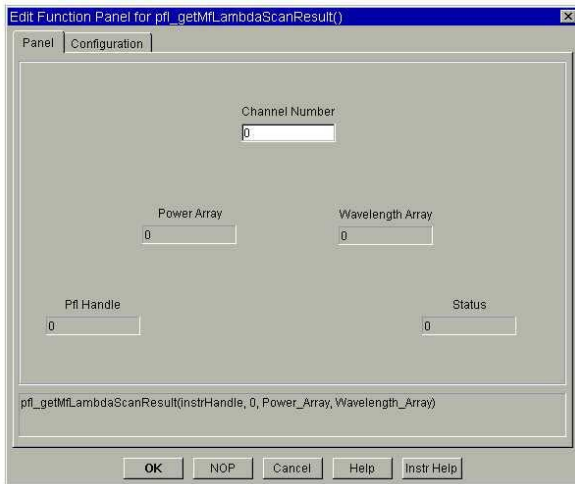 Edit Function Panel for pfl_getMfLambdaScanResult()
Panel Configuration
Channel Number
0
Power Array Wavelength Array
0 0
Pfl Handle Status
0 0
pfl_getMfLambdaScanResult(instrHandle, 0, Power_Array, Wavelength_Array)
OK NOP Cancel Help Instr Help